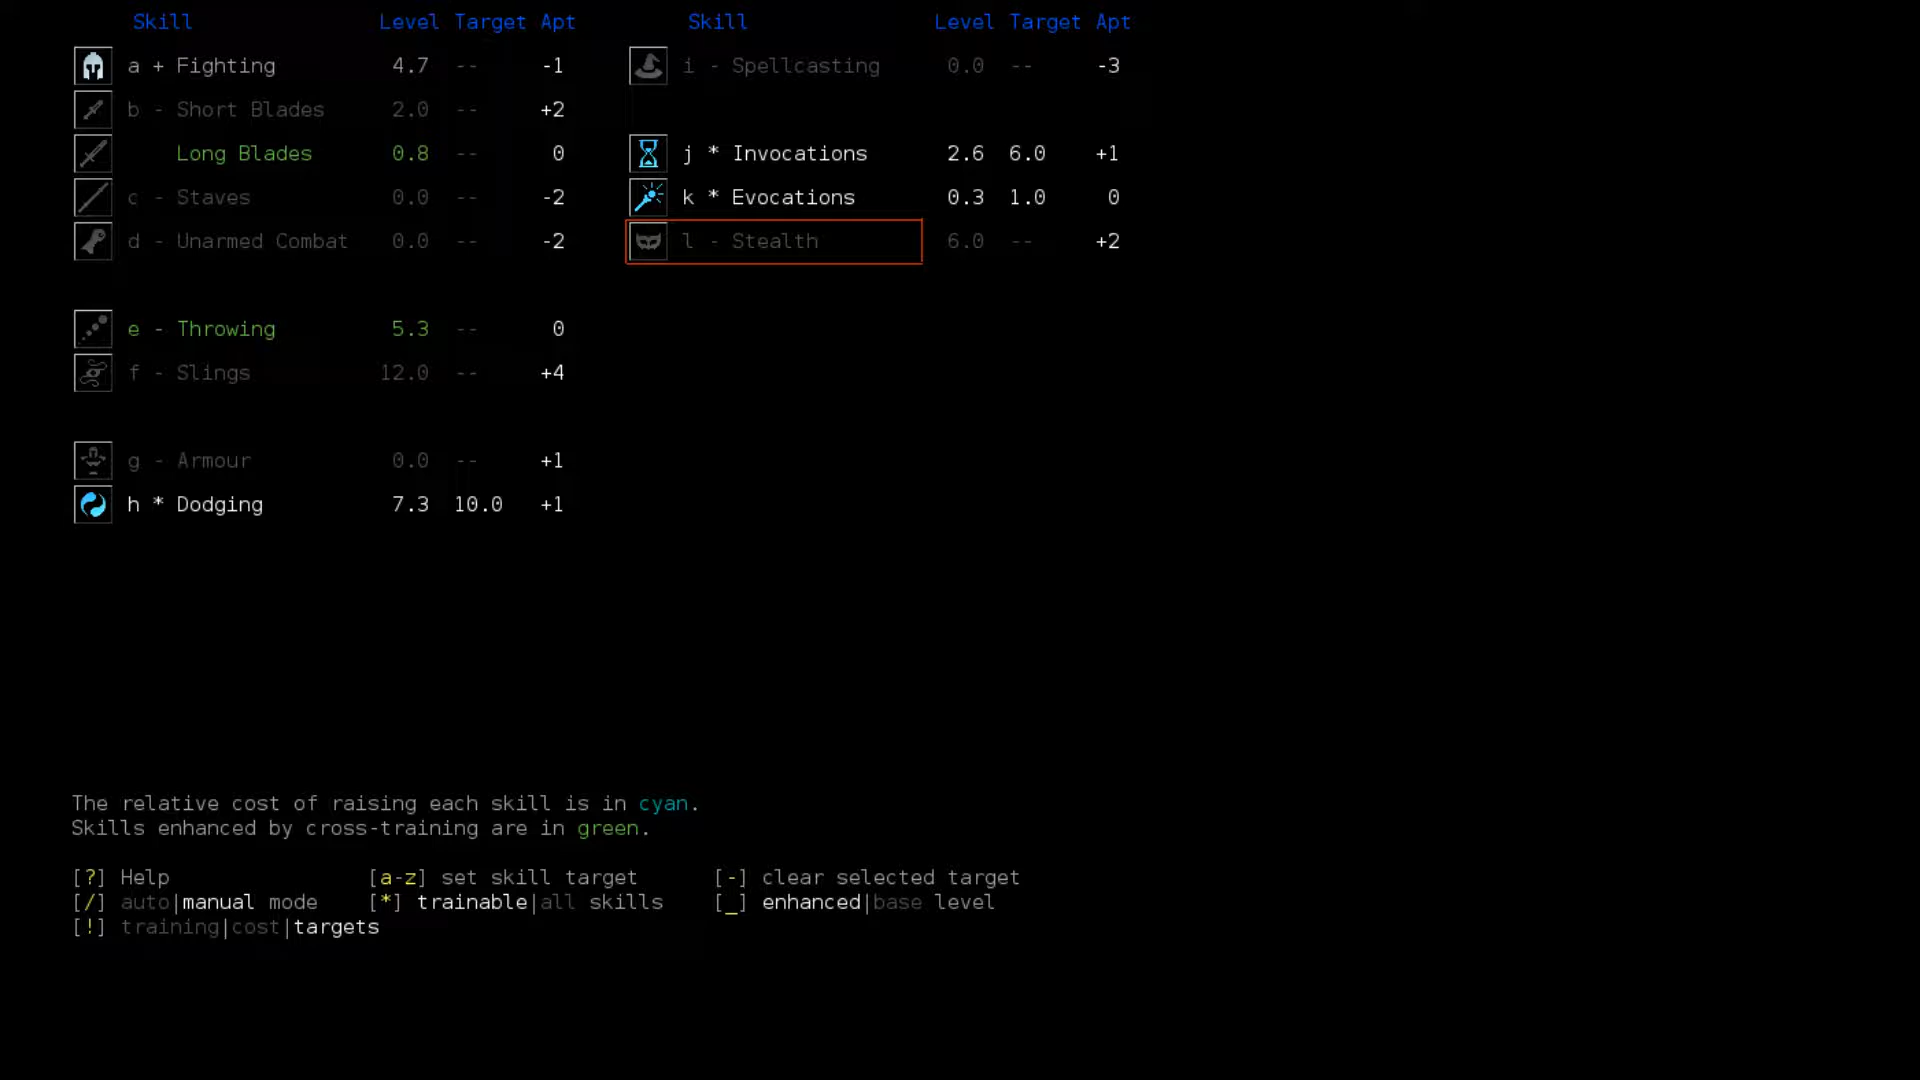 Skill Level Target Apt Skill Level Target Apt
a + Fighting 4.7 -- -1 i - Spellcasting 0.0 -- -3
b - Short Blades 2.0 -- +2
Long Blades 0.8 -- 0 j * Invocations 2.6 6.0 +1
c - Staves 0.0 -- -2 k * Evocations 0.3 1.0 0
d - Unarmed Combat 0.0 -- -2 l - Stealth 6.0 -- +2
e - Throwing 5.3 -- 0
f - Slings 12.0 -- +4
g - Armour 0.0 -- +1
h * Dodging 7.3 10.0 +1
The relative cost of raising each skill is in cyan.
Skills enhanced by cross-training are in green.
[?] Help [a-z] set skill target [-] clear selected target
[/] auto|manual mode [*] trainable|all skills [_] enhanced|base level
[!] training|cost|targets